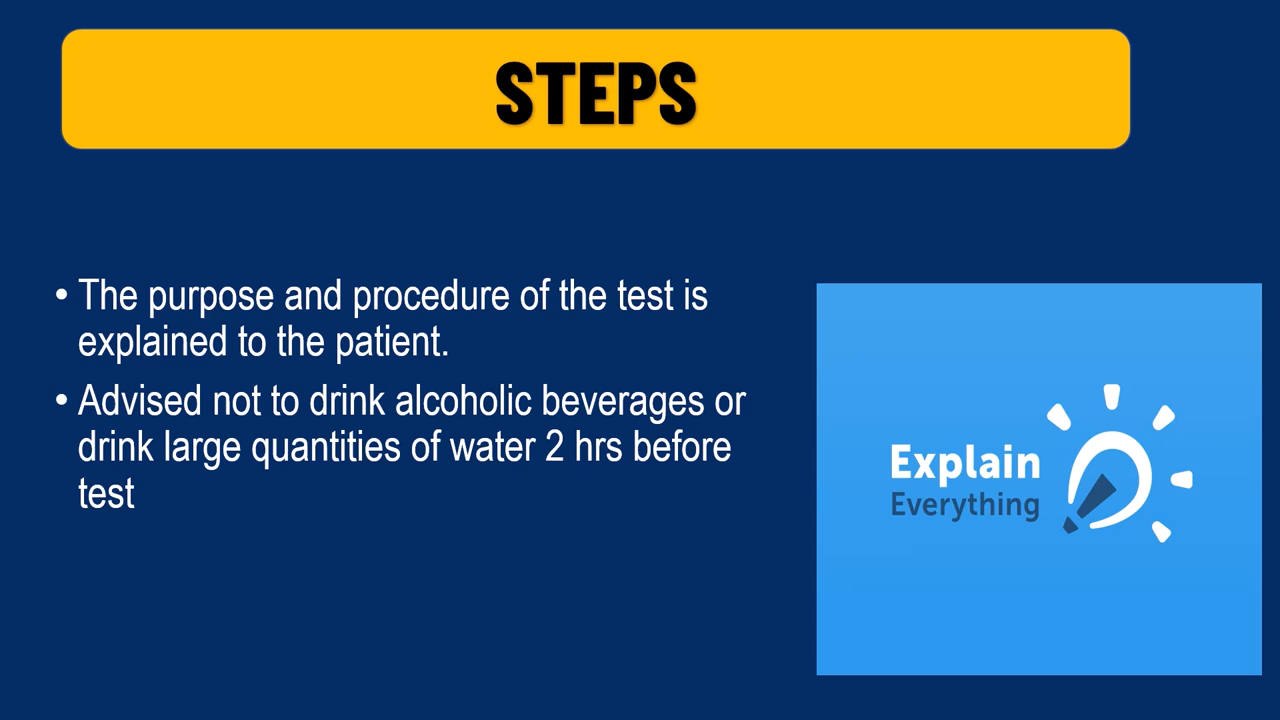 STEPS
• The purpose and procedure of the test is
explained to the patient.
• Advised not to drink alcoholic beverages or
drink large quantities of water 2 hrs before
test
Explain
Everything